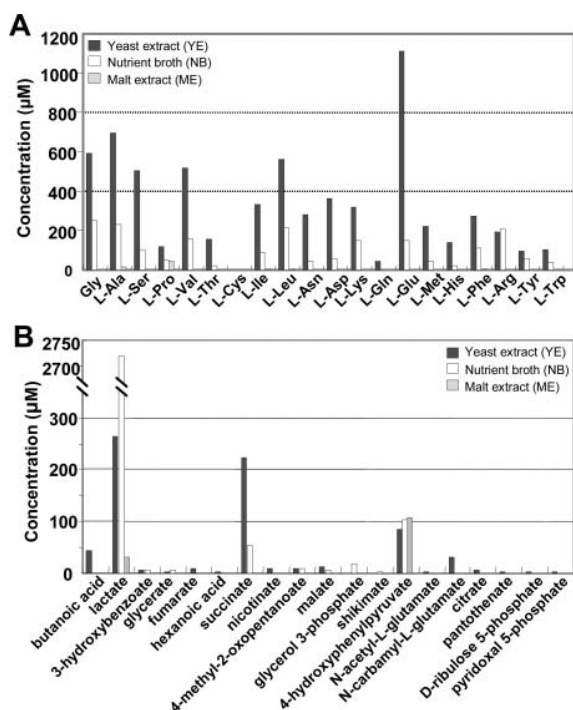 A
1200
1000
800
600
400
200
0
Concentration (µM)
Yeast extract (YE)
Nutrient broth (NB)
Malt extract (ME)
Gly
L-Ala
L-Ser
L-Pro
L-Val
L-Thr
L-Cys
L-Ile
L-Leu
L-Asn
L-Asp
L-Lys
L-Gln
L-Glu
L-Met
L-His
L-Phe
L-Arg
L-Tyr
L-Trp
B
2750
2700
300
200
100
0
Concentration (µM)
Yeast extract (YE)
Nutrient broth (NB)
Malt extract (ME)
butanoic acid
lactate
3-hydroxybenzoate
glycerate
fumarate
hexanoic acid
succinate
nicotinate
4-methyl-2-oxopentanoate
malate
glycerol 3-phosphate
shikimate
4-hydroxyphenylpyruvate
N-acetyl-L-glutamate
N-carbamyl-L-glutamate
citrate
pantothenate
D-ribulose 5-phosphate
pyridoxal 5-phosphate